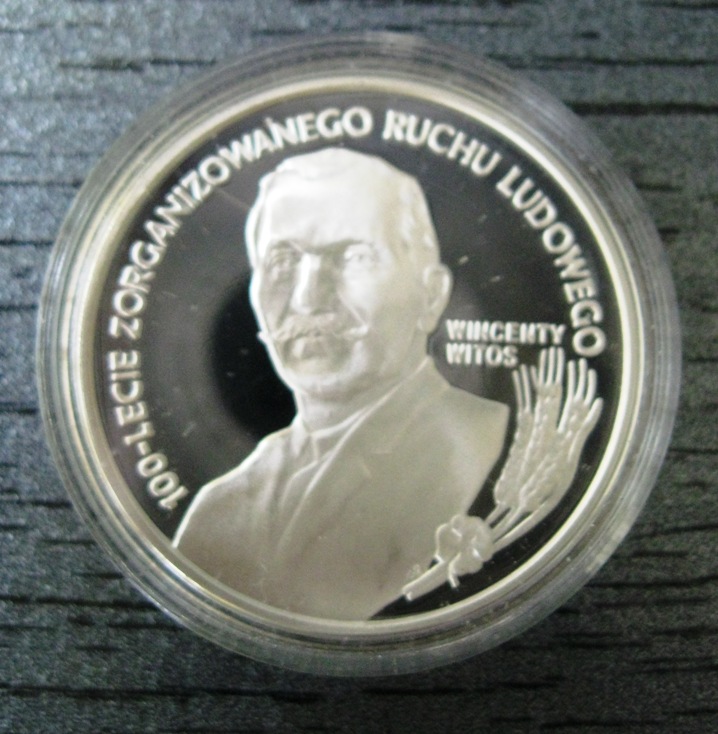 100-LECIE ZORGANIZOWANEGO RUCHU LUDOWEGO
WINCENTY
WITOS